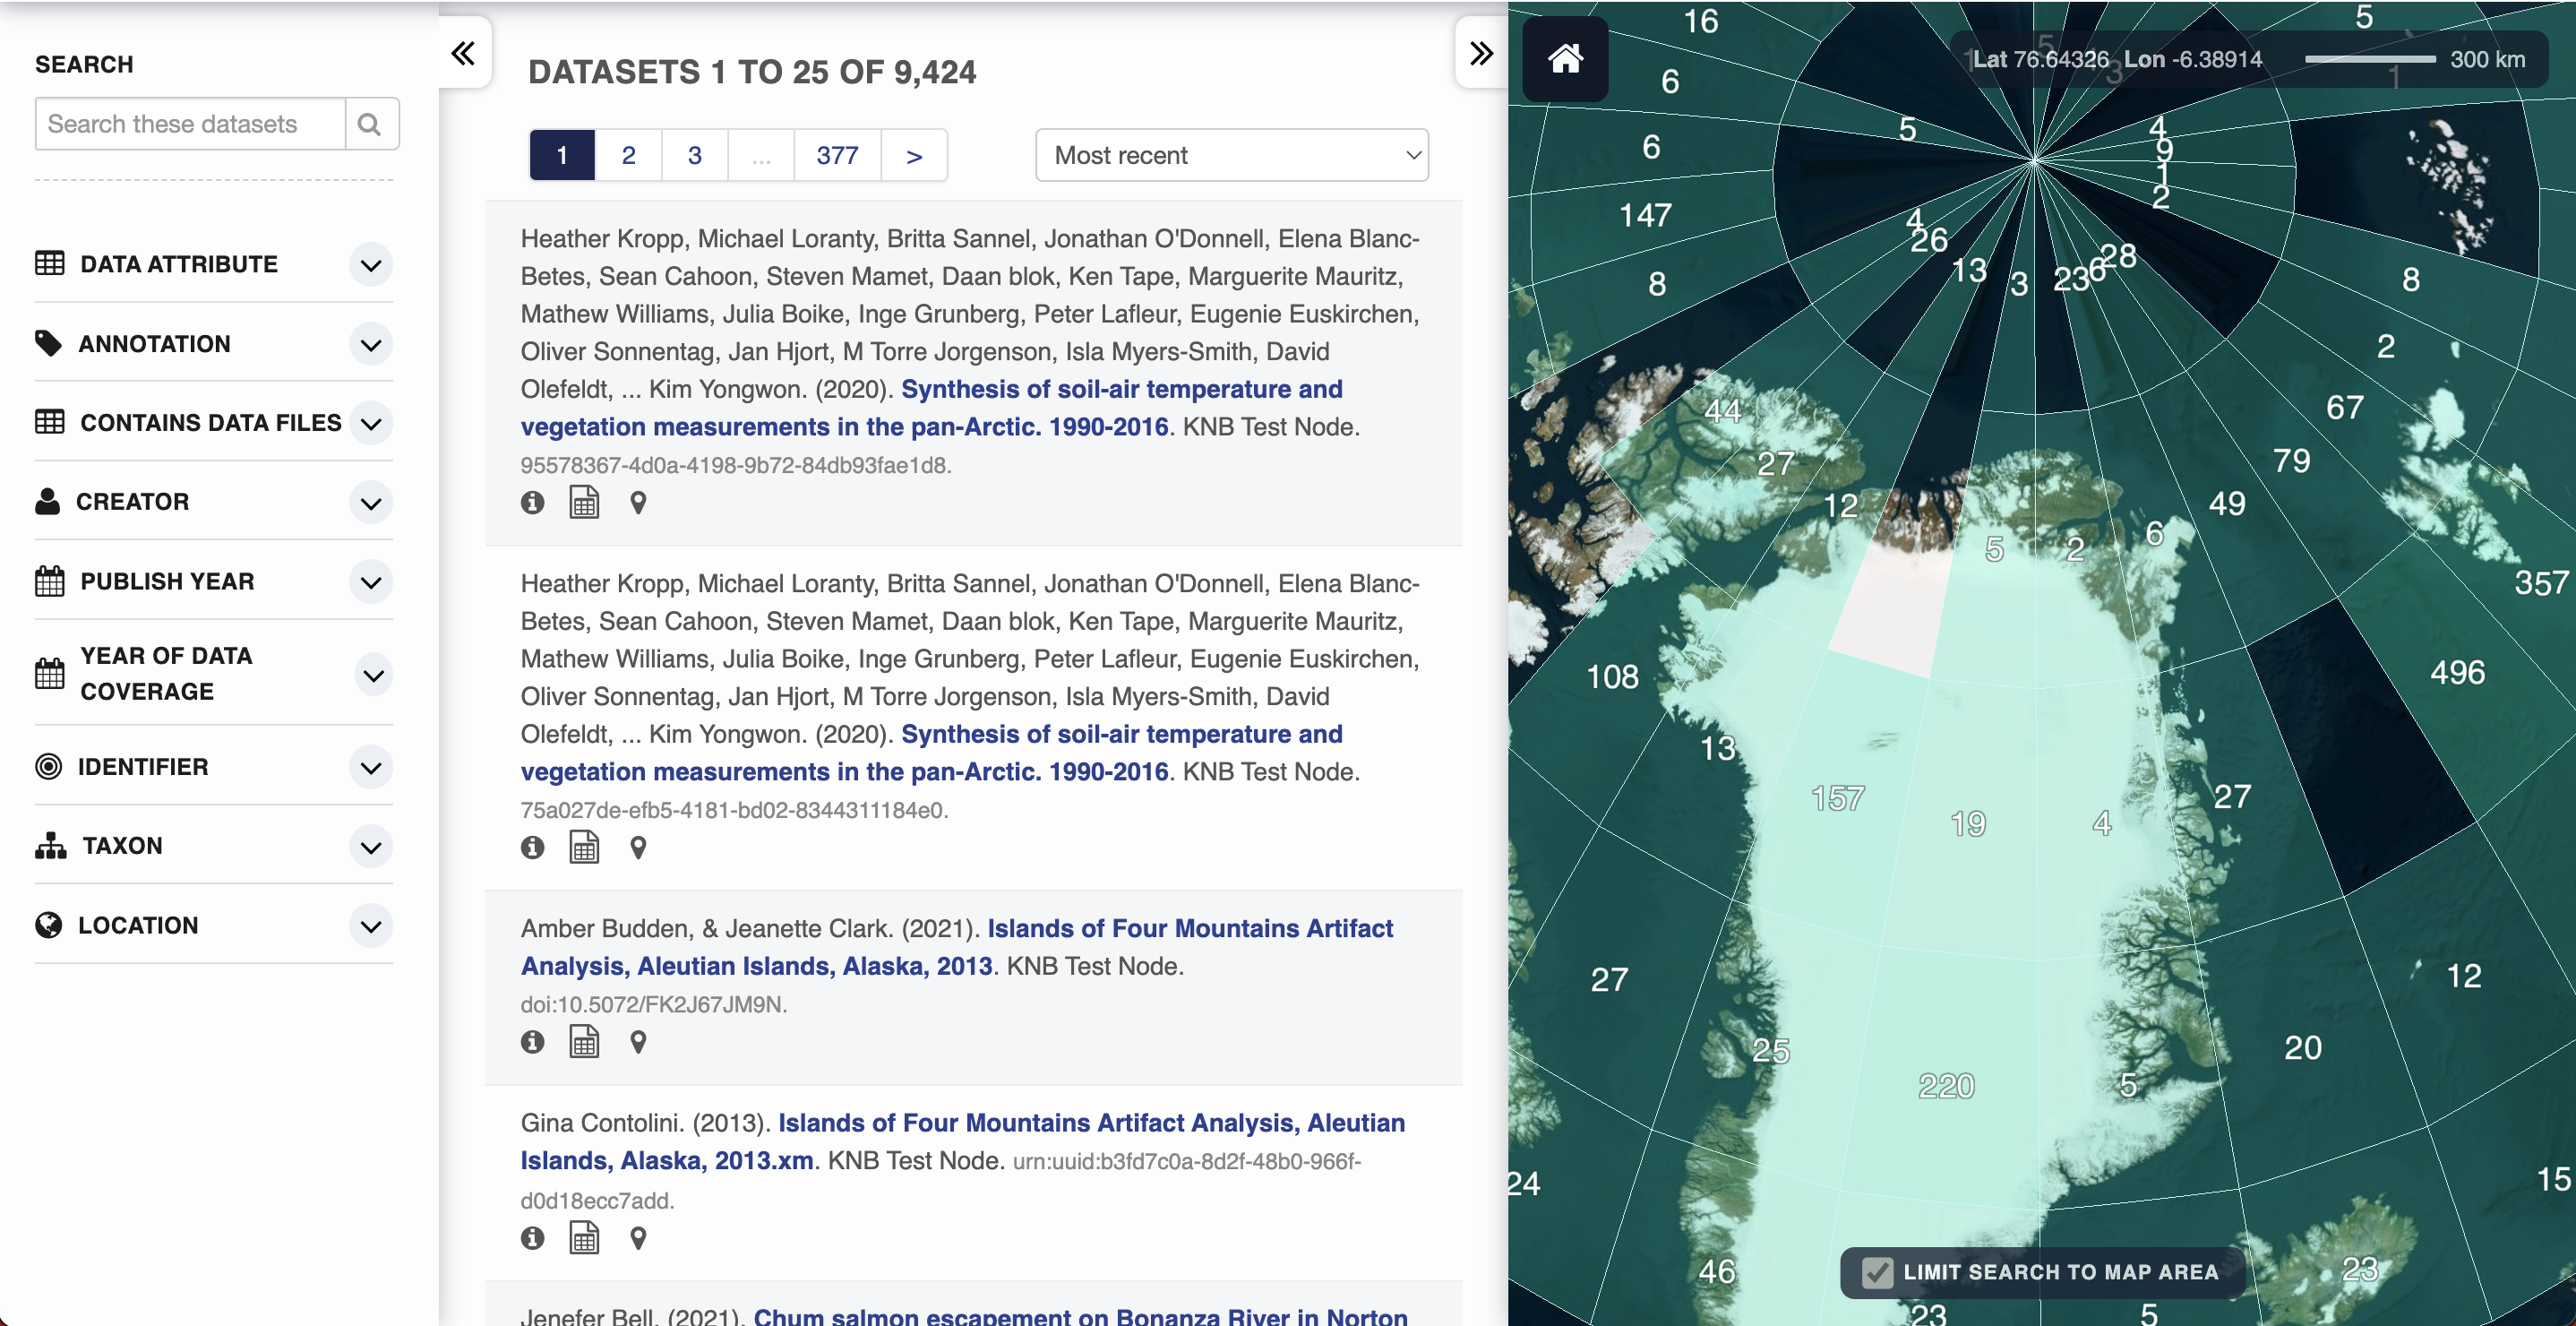 SEARCH
Search these datasets
DATA ATTRIBUTE
ANNOTATION
CONTAINS DATA FILES
CREATOR
PUBLISH YEAR
YEAR OF DATA
COVERAGE
IDENTIFIER
TAXON
LOCATION
DATASETS 1 TO 25 OF 9,424
1 2 3 ... 377 >
Most recent
Heather Kropp, Michael Loranty, Britta Sannel, Jonathan O'Donnell, Elena Blanc-
Betes, Sean Cahoon, Steven Mamet, Daan blok, Ken Tape, Marguerite Mauritz,
Mathew Williams, Julia Boike, Inge Grunberg, Peter Lafleur, Eugenie Euskirchen,
Oliver Sonnentag, Jan Hjort, M Torre Jorgenson, Isla Myers-Smith, David
Olefeldt, ... Kim Yongwon. (2020). Synthesis of soil-air temperature and
vegetation measurements in the pan-Arctic. 1990-2016. KNB Test Node.
95578367-4d0a-4198-9b72-84db93fae1d8.
Heather Kropp, Michael Loranty, Britta Sannel, Jonathan O'Donnell, Elena Blanc-
Betes, Sean Cahoon, Steven Mamet, Daan blok, Ken Tape, Marguerite Mauritz,
Mathew Williams, Julia Boike, Inge Grunberg, Peter Lafleur, Eugenie Euskirchen,
Oliver Sonnentag, Jan Hjort, M Torre Jorgenson, Isla Myers-Smith, David
Olefeldt, ... Kim Yongwon. (2020). Synthesis of soil-air temperature and
vegetation measurements in the pan-Arctic. 1990-2016. KNB Test Node.
75a027de-efb5-4181-bd02-8344311184e0.
Amber Budden, & Jeanette Clark. (2021). Islands of Four Mountains Artifact
Analysis, Aleutian Islands, Alaska, 2013. KNB Test Node.
doi:10.5072/FK2J67JM9N.
Gina Contolini. (2013). Islands of Four Mountains Artifact Analysis, Aleutian
Islands, Alaska, 2013.xm. KNB Test Node. urn:uuid:b3fd7c0a-8d2f-48b0-966f-
d0d18ecc7add.
Jenefer Bell. (2021). Chum salmon escapement on Bonanza River in Norton
16
5
Lat 76.64326 Lon -6.38914 300 km
5
3
1
6
5
4
6
9
1
2
147
4
26
28
6
13
23
3
8
8
2
44
67
27
79
12
49
6
5
2
357
108
496
13
157
27
19
4
27
12
25
20
220
5
24
15
46
LIMIT SEARCH TO MAP AREA
23
23
5